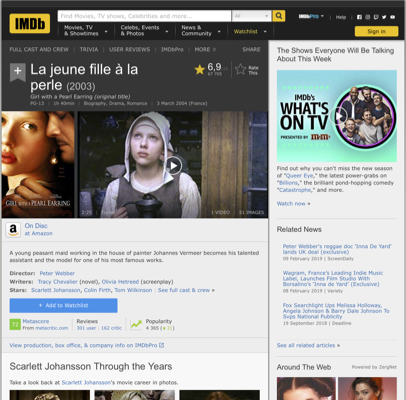 IMDb
Find Movies, TV shows, Celebrities and more...
All
Movies, TV & Showtimes
Celebs, Events & Photos
News & Community
Watchlist
IMDbPro
Help
Sign in
FULL CAST AND CREW | TRIVIA | USER REVIEWS | IMDbPro | MORE
SHARE
La jeune fille à la perle (2003)
Girl with a Pearl Earring (original title)
PG-13 | 1h 40min | Biography, Drama, Romance | 3 March 2004 (France)
6,9
Rate This
GIRL WITH A PEARL EARRING
2:25 | Trailer
1 VIDEO
51 IMAGES
On Disc
at Amazon
A young peasant maid working in the house of painter Johannes Vermeer becomes his talented
assistant and the model for one of his most famous works.
Director: Peter Webber
Writers: Tracy Chevalier (novel), Olivia Hetreed (screenplay)
Stars: Scarlett Johansson, Colin Firth, Tom Wilkinson | See full cast & crew »
+ Add to Watchlist
72
Metascore
From metacritic.com
Reviews
301 user | 162 critic
Popularity
4 365
View production, box office, & company info on IMDbPro
Scarlett Johansson Through the Years
Take a look back at Scarlett Johansson's movie career in photos.
The Shows Everyone Will Be Talking
About This Week
IMDb's
WHAT'S
ON TV
PRESENTED BY m&m's
Find out why you can't miss the new season
of "Queer Eye," the latest power-grabs on
"Billions," the brilliant pond-hopping comedy
"Catastrophe," and more.
Watch now »
Related News
Peter Webber's reggae doc 'Inna De Yard'
lands UK deal (exclusive)
09 February 2019 | ScreenDaily
Wagram, France's Leading Indie Music
Label, Launches Film Studio With
Borsalino's 'Inna de Yard' (Exclusive)
08 February 2019 | Variety
Fox Searchlight Ups Melissa Holloway,
Angela Johnson & Barry Dale Johnson To
Svps National Publicity
19 September 2018 | Deadline
See all related articles »
Around The Web
Powered by ZergNet